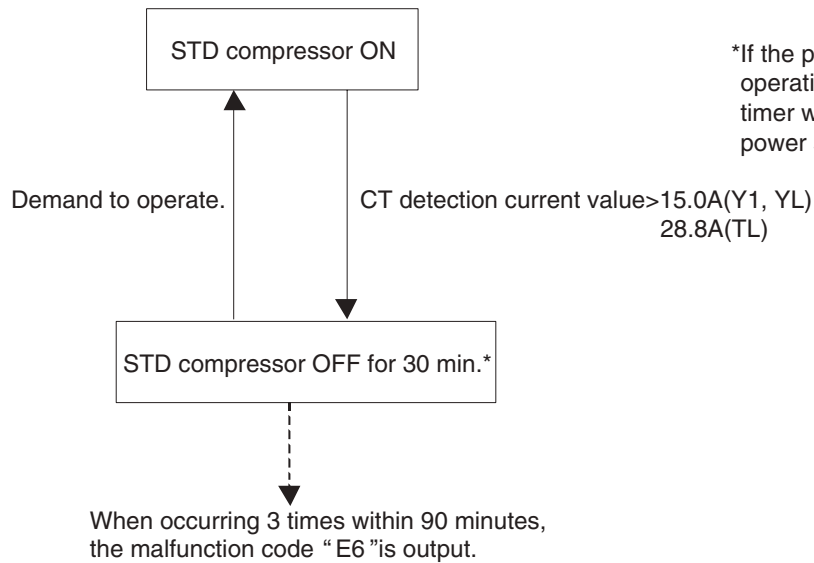 STD compressor ON
*If the p
operati
timer w
power
Demand to operate.
CT detection current value>15.0A(Y1, YL)
28.8A(TL)
STD compressor OFF for 30 min.*
When occurring 3 times within 90 minutes,
the malfunction code “E6”is output.